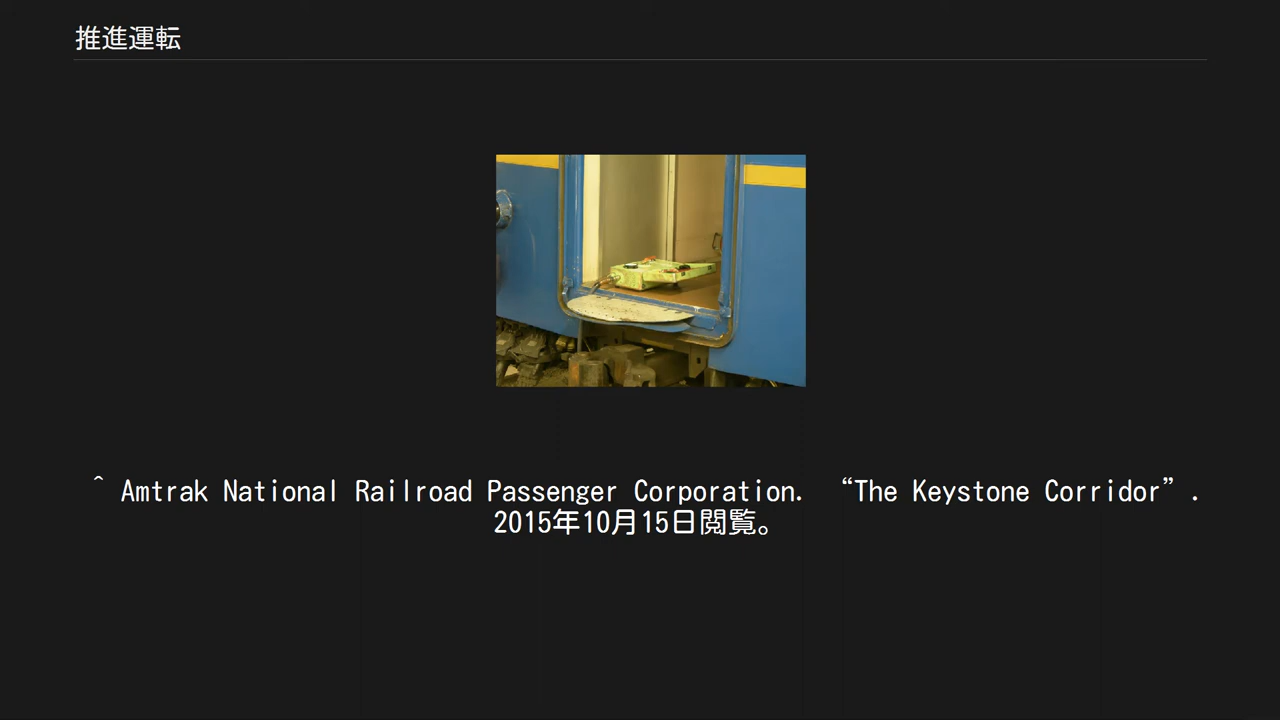 推進運転
^ Amtrak National Railroad Passenger Corporation. “The Keystone Corridor”.
2015年10月15日閲覧。